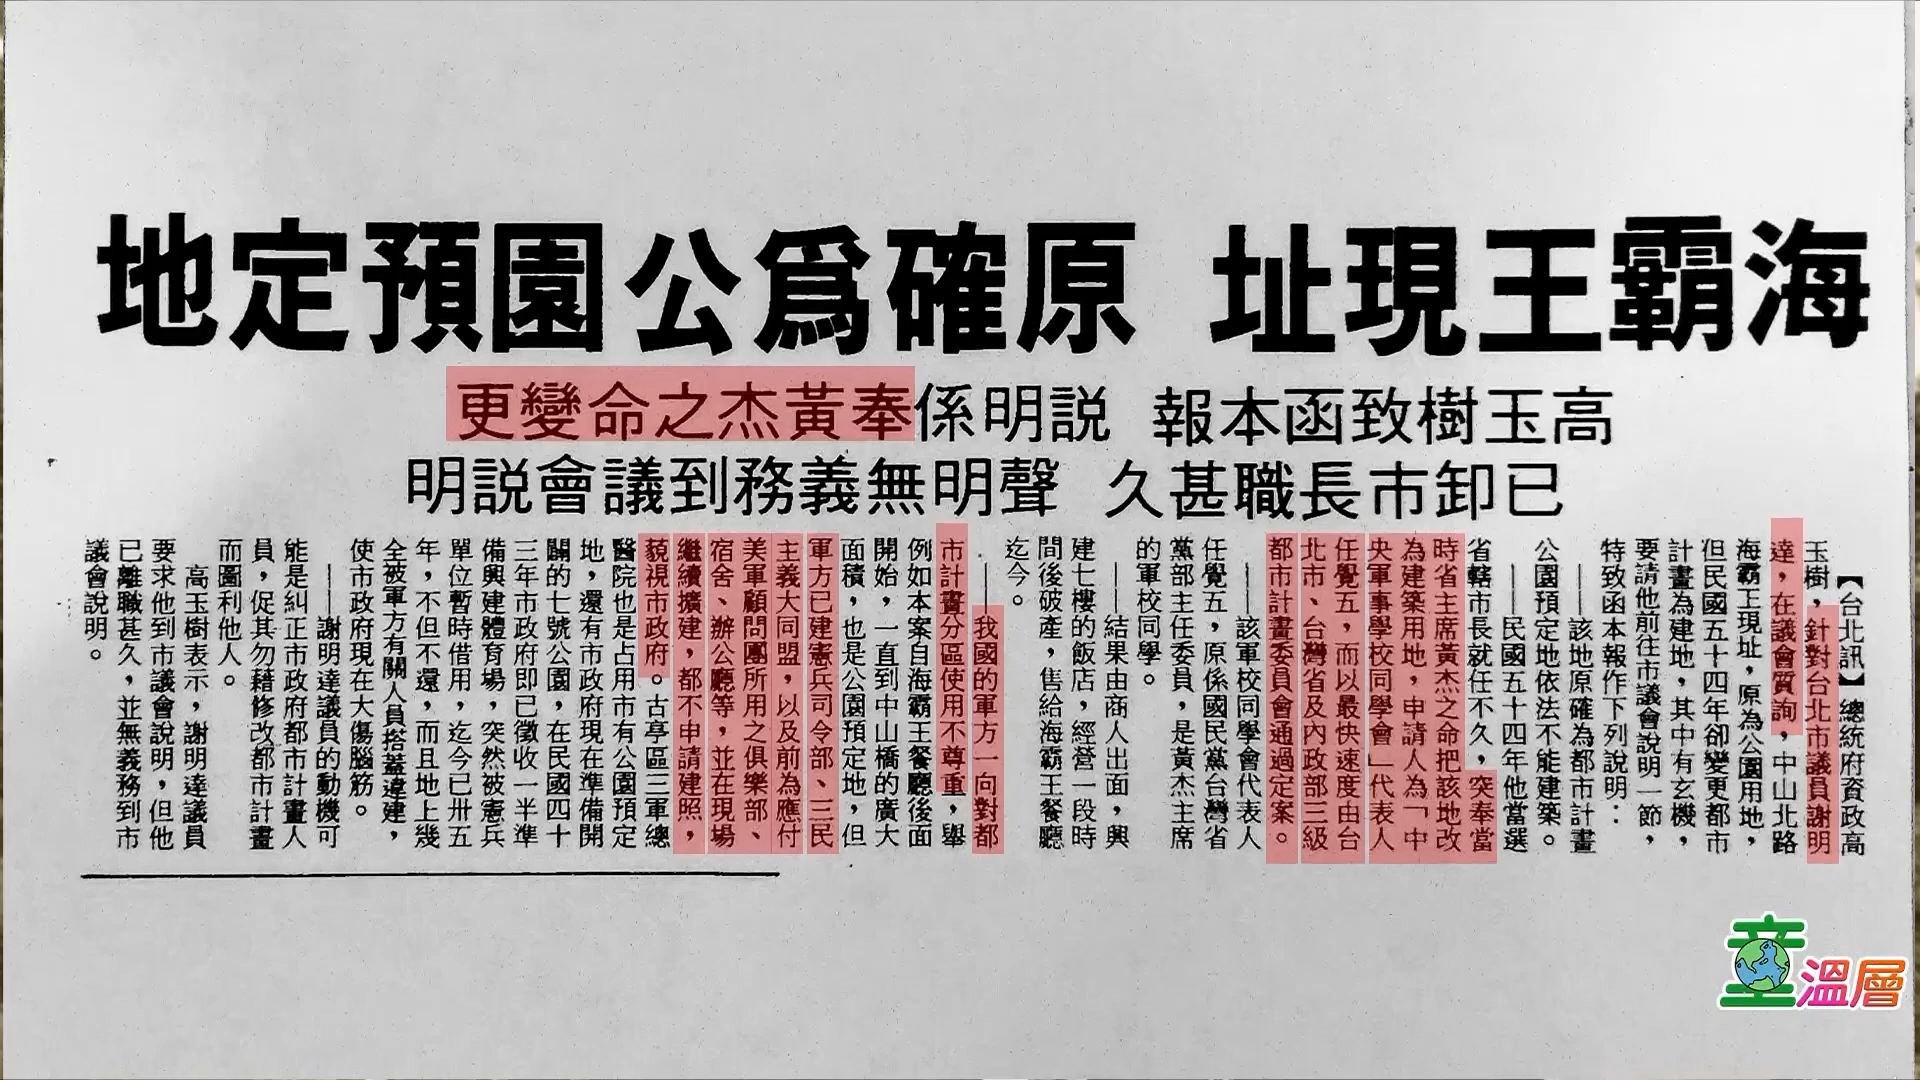 海霸王現址 原確為公園預定地
高玉樹致函本報 説明係奉黃杰之命變更
已卸市長職甚久 聲明無義務到議會説明
【台北訊】總統府資政高
玉樹，針對台北市議員謝明
達，在議會質詢，中山北路
海霸王現址，原為公園用地，
但民國五十四年卻變更都市
計畫為建地，其中有玄機，
要請他前往市議會說明一節，
特致函本報作下列說明：
——該地原確為都市計畫
公園預定地依法不能建築。
——民國五十四年他當選
省轄市長就任不久，突奉當
時省主席黃杰之命把該地改
為建築用地，申請人為「中
央軍事學校同學會」代表人
任覺五，而以最快速度由台
北市、台灣省及內政部三級
都市計畫委員會通過定案。
——該軍校同學會代表人
任覺五，原係國民黨台灣省
黨部主任委員，是黃杰主席
的軍校同學。
——結果由商人出面，興
建七樓的飯店，經營一段時
間後破產，售給海霸王餐廳
迄今。
——我國的軍方一向對都
市計畫分區使用不尊重，舉
例如本案自海霸王餐廳後面
開始，一直到中山橋的廣大
面積，也是公園預定地，但
軍方已建憲兵司令部、三民
主義大同盟，以及前為應付
美軍顧問團所用之俱樂部、
宿舍、辦公廳等，並在現場
繼續擴建，都不申請建照，
藐視市政府。古亭區三軍總
醫院也是占用市有公園預定
地，還有市政府現在準備開
闢的七號公園，在民國四十
三年市政府即已徵收一半準
備興建體育場，突然被憲兵
單位暫時借用，迄今已卅五
年，不但不還，而且地上幾
全被軍方有關人員搭蓋違建，
使市政府現在大傷腦筋。
——謝明達議員的動機可
能是糾正市政府都市計畫人
員，促其勿藉修改都市計畫
而圖利他人。
高玉樹表示，謝明達議員
要求他到市議會說明，但他
已離職甚久，並無義務到市
議會說明。
童溫層